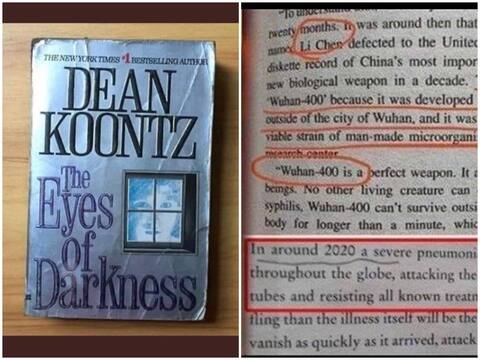 THE NEW YORK TIMES #1 BESTSELLING AUTHOR
DEAN
KOONTZ
The
Eyes
of
Darkness
"To understand
twenty months. It was around then that
named Li Chen defected to the United
diskette record of China's most impor
new biological weapon in a decade.
'Wuhan-400' because it was developed
outside of the city of Wuhan, and it was
viable strain of man-made microorgani
research center.
"Wuhan-400 is a perfect weapon. It a
beings. No other living creature can
syphilis, Wuhan-400 can't survive outsi
body for longer than a minute, whic
In around 2020 a severe pneumoni
throughout the globe, attacking the
tubes and resisting all known treatn
fling than the illness itself will be the
vanish as quickly as it arrived, attack